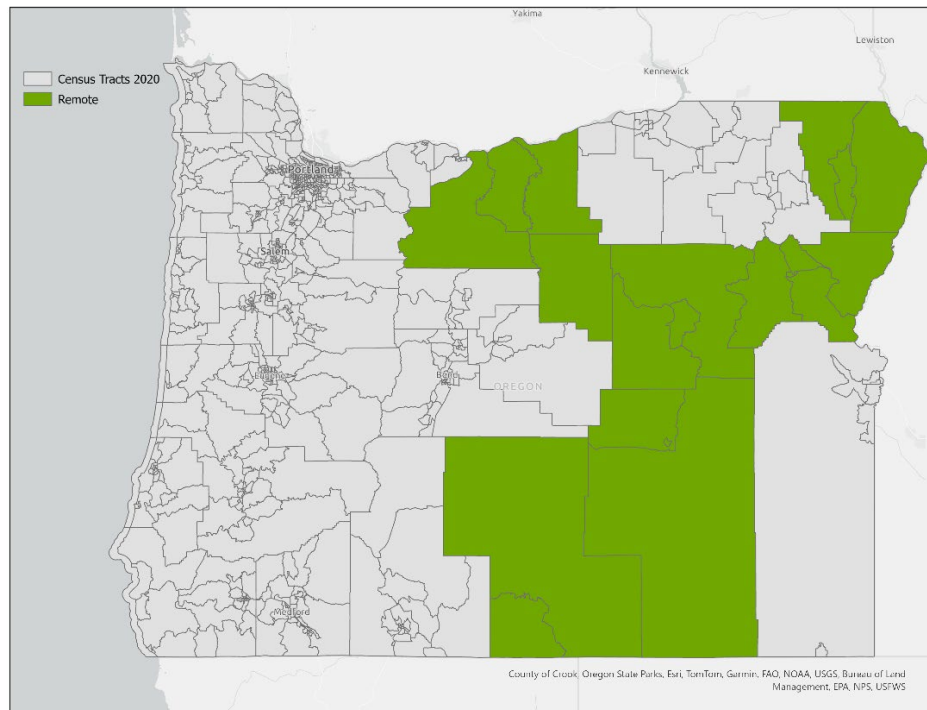 Yakima
Lewiston
Kennewick
Census Tracts 2020
Remote
Portland
Salem
Eugene
Bend
OREGON
Medford
County of Crook, Oregon State Parks, Esri, TomTom, Garmin, FAO, NOAA, USGS, Bureau of Land
Management, EPA, NPS, USFWS